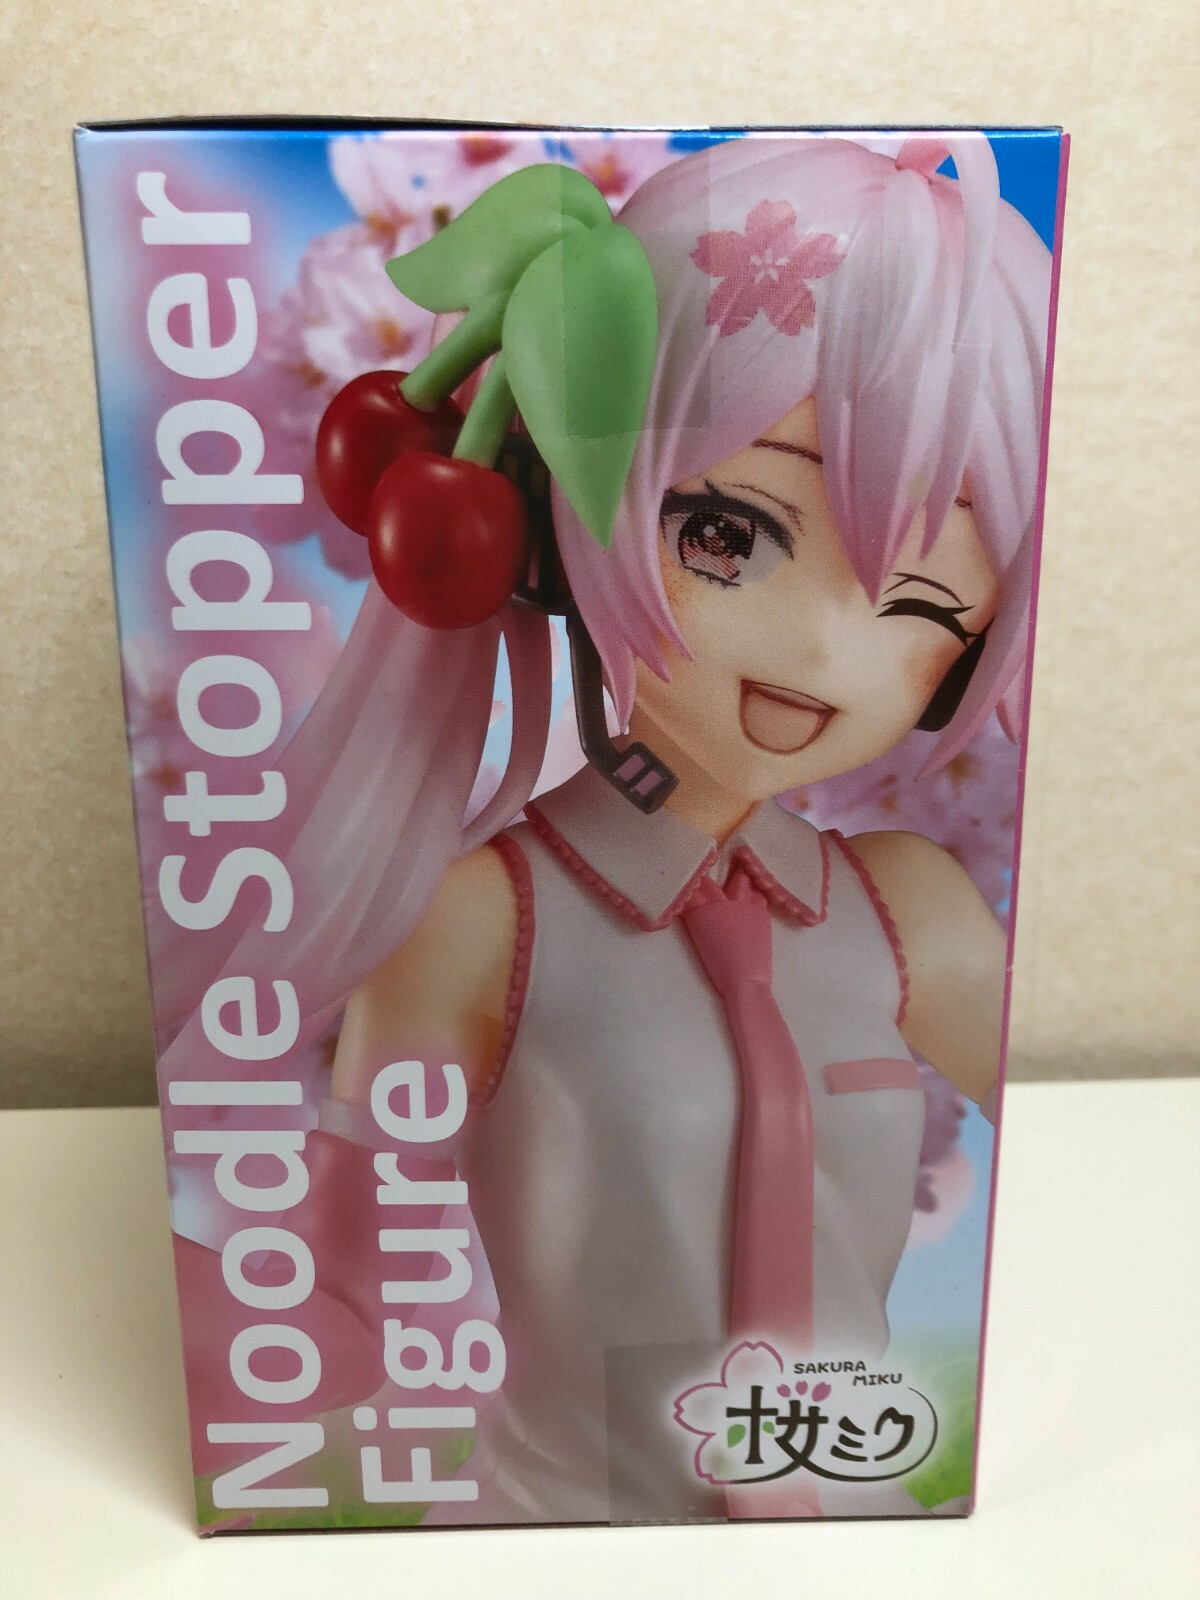 Noodle Stopper
Figure
SAKURA
MIKU
桜ミク